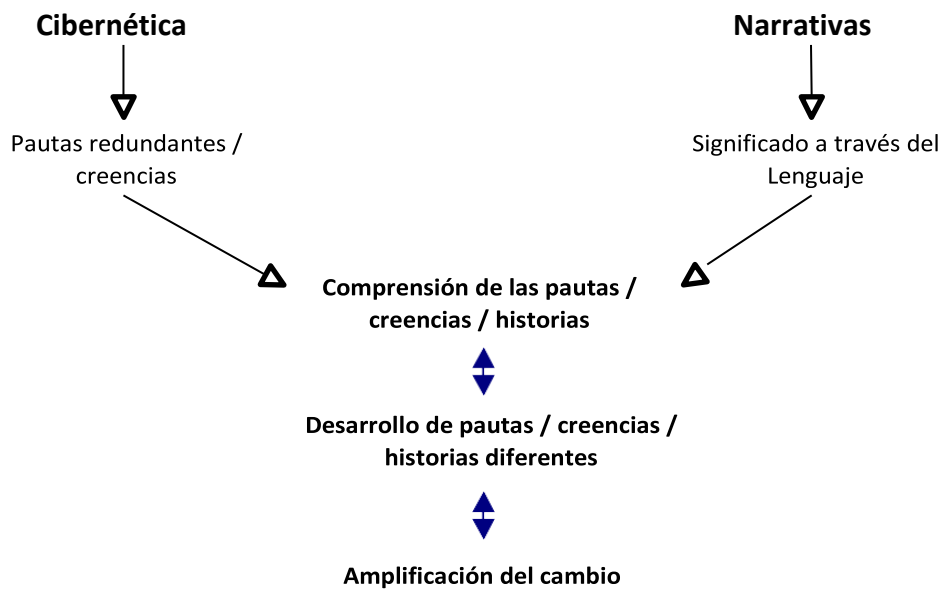 Cibernética
Narrativas
Pautas redundantes /
creencias
Significado a través del
Lenguaje
Comprensión de las pautas /
creencias / historias
Desarrollo de pautas / creencias /
historias diferentes
Amplificación del cambio